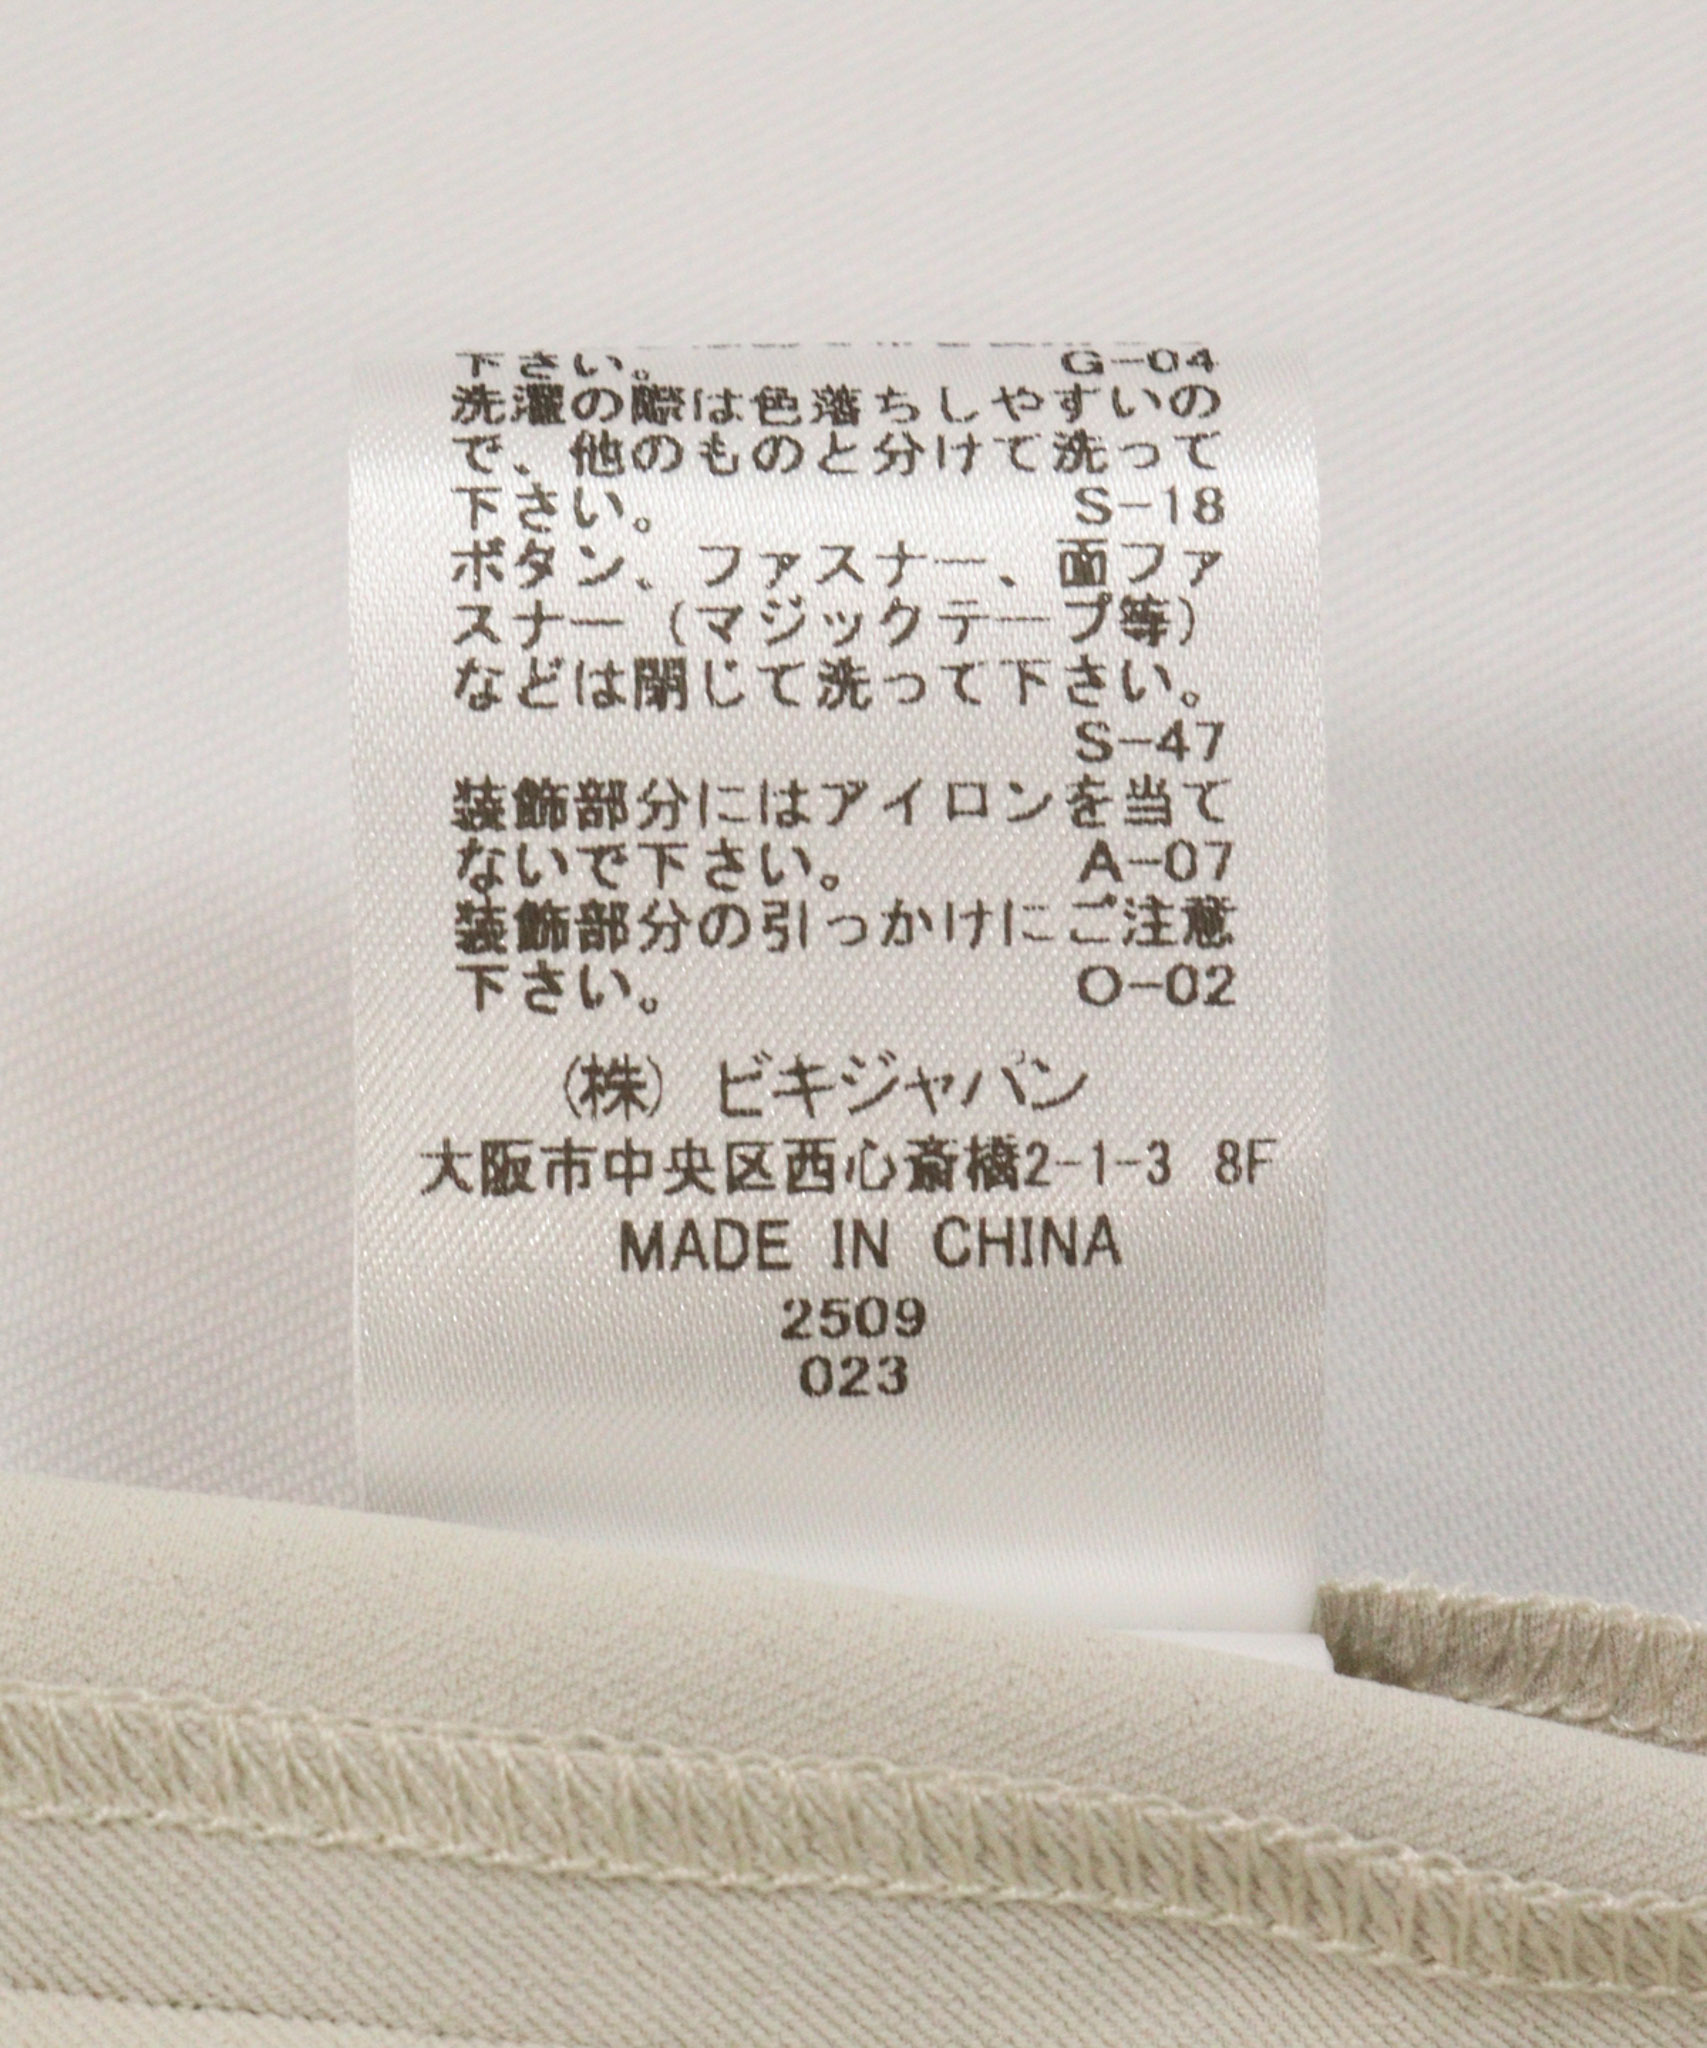 下さい。 G-04
洗濯の際は色落ちしやすいの
で、他のものと分けて洗って
下さい。 S-18
ボタン、ファスナー、面ファ
スナー(マジックテープ等)
などは閉じて洗って下さい。
S-47
装飾部分にはアイロンを当て
ないで下さい。 A-07
装飾部分の引っかけにご注意
下さい。 O-02
(株) ビキジャパン
大阪市中央区西心斎橋2-1-3 8F
MADE IN CHINA
2509
023